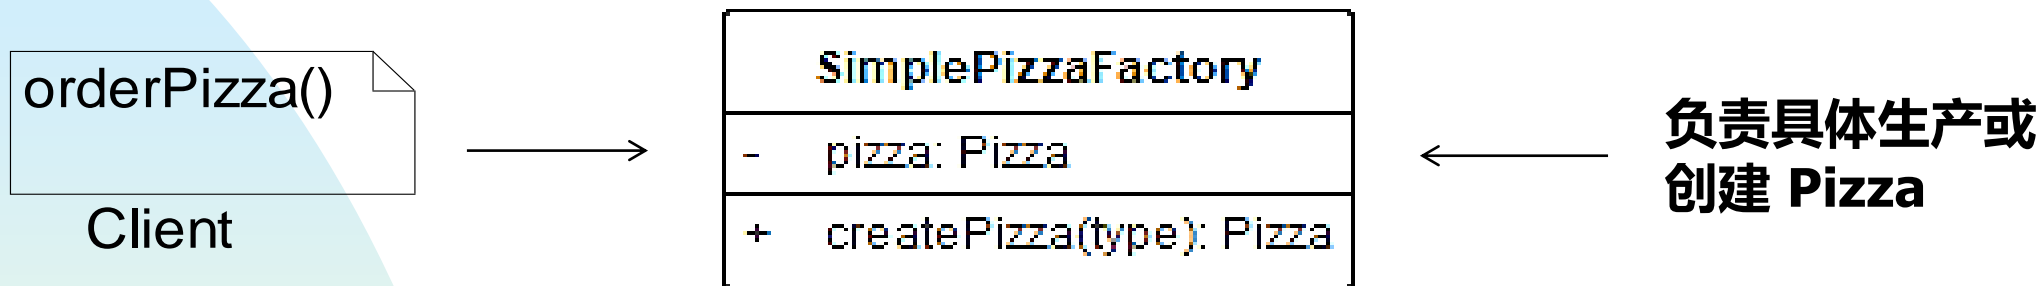 orderPizza()
Client
SimplePizzaFactory
- pizza: Pizza
+ createPizza(type): Pizza
负责具体生产或
创建 Pizza